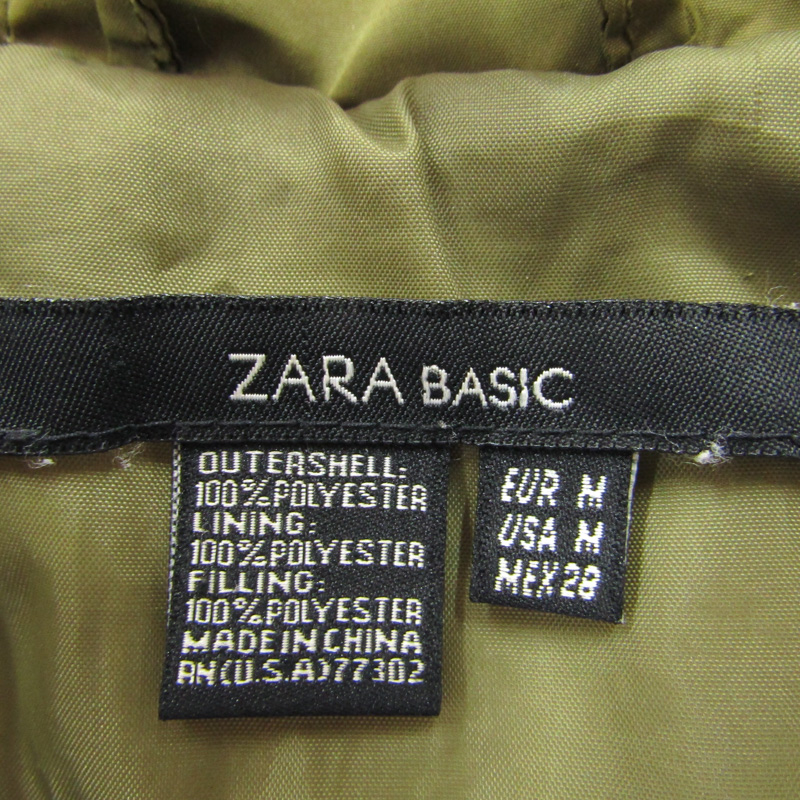 ZARA BASIC
OUTERSHELL:
100%POLYESTER
LINING:
100%POLYESTER
FILLING:
100%POLYESTER
MADE IN CHINA
RN(U.S.A)77302
EUR M
USA M
MEX 28